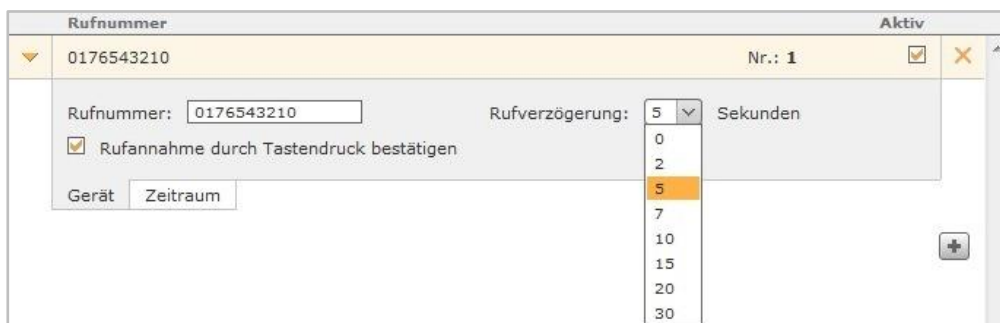 Rufnummer Aktiv
0176543210 Nr.: 1
Rufnummer: 0176543210 Rufverzögerung: 5 Sekunden
Rufannahme durch Tastendruck bestätigen
0
2
5
7
10
15
20
30
Gerät Zeitraum